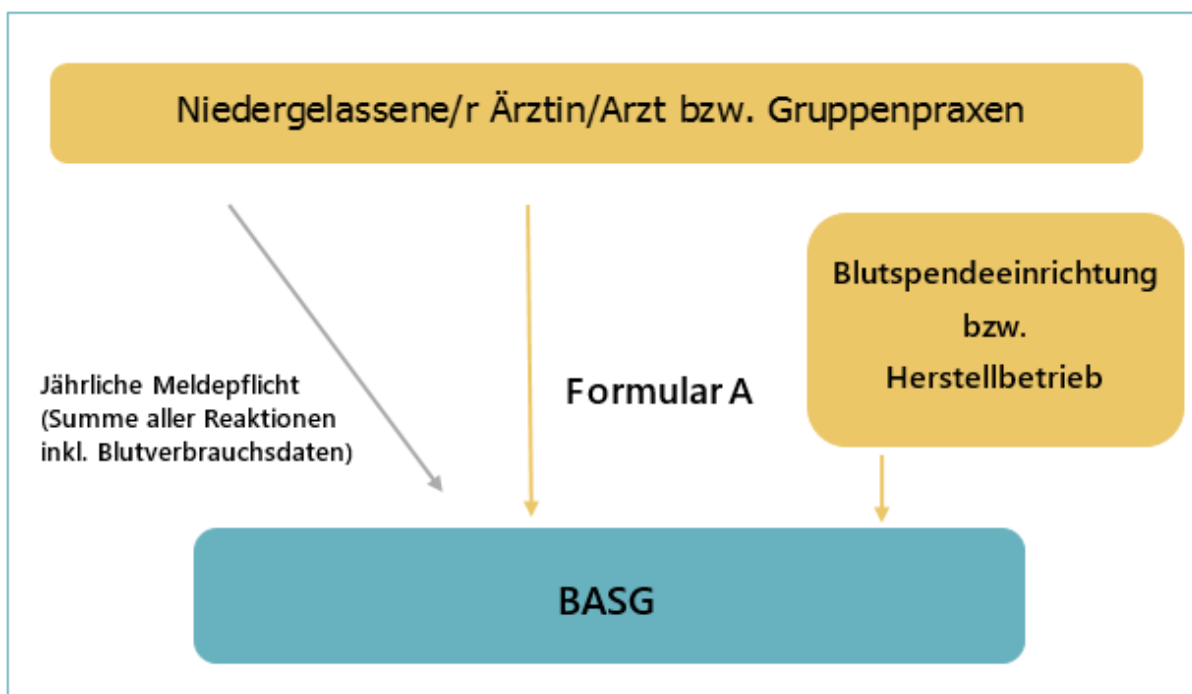 Niedergelassene/r Ärztin/Arzt bzw. Gruppenpraxen
Blutspendeeinrichtung
bzw.
Herstellbetrieb
Jährliche Meldepflicht
(Summe aller Reaktionen
inkl. Blutverbrauchsdaten)
Formular A
BASG